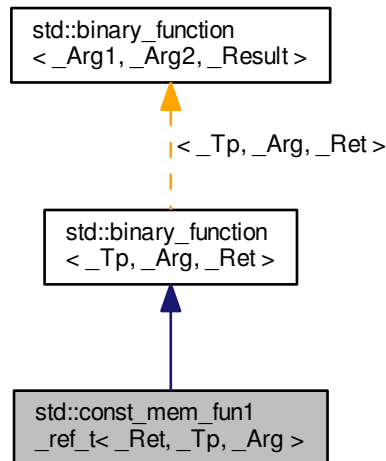 std::binary_function
< _Arg1, _Arg2, _Result >
< _Tp, _Arg, _Ret >
std::binary_function
< _Tp, _Arg, _Ret >
std::const_mem_fun1
_ref_t< _Ret, _Tp, _Arg >